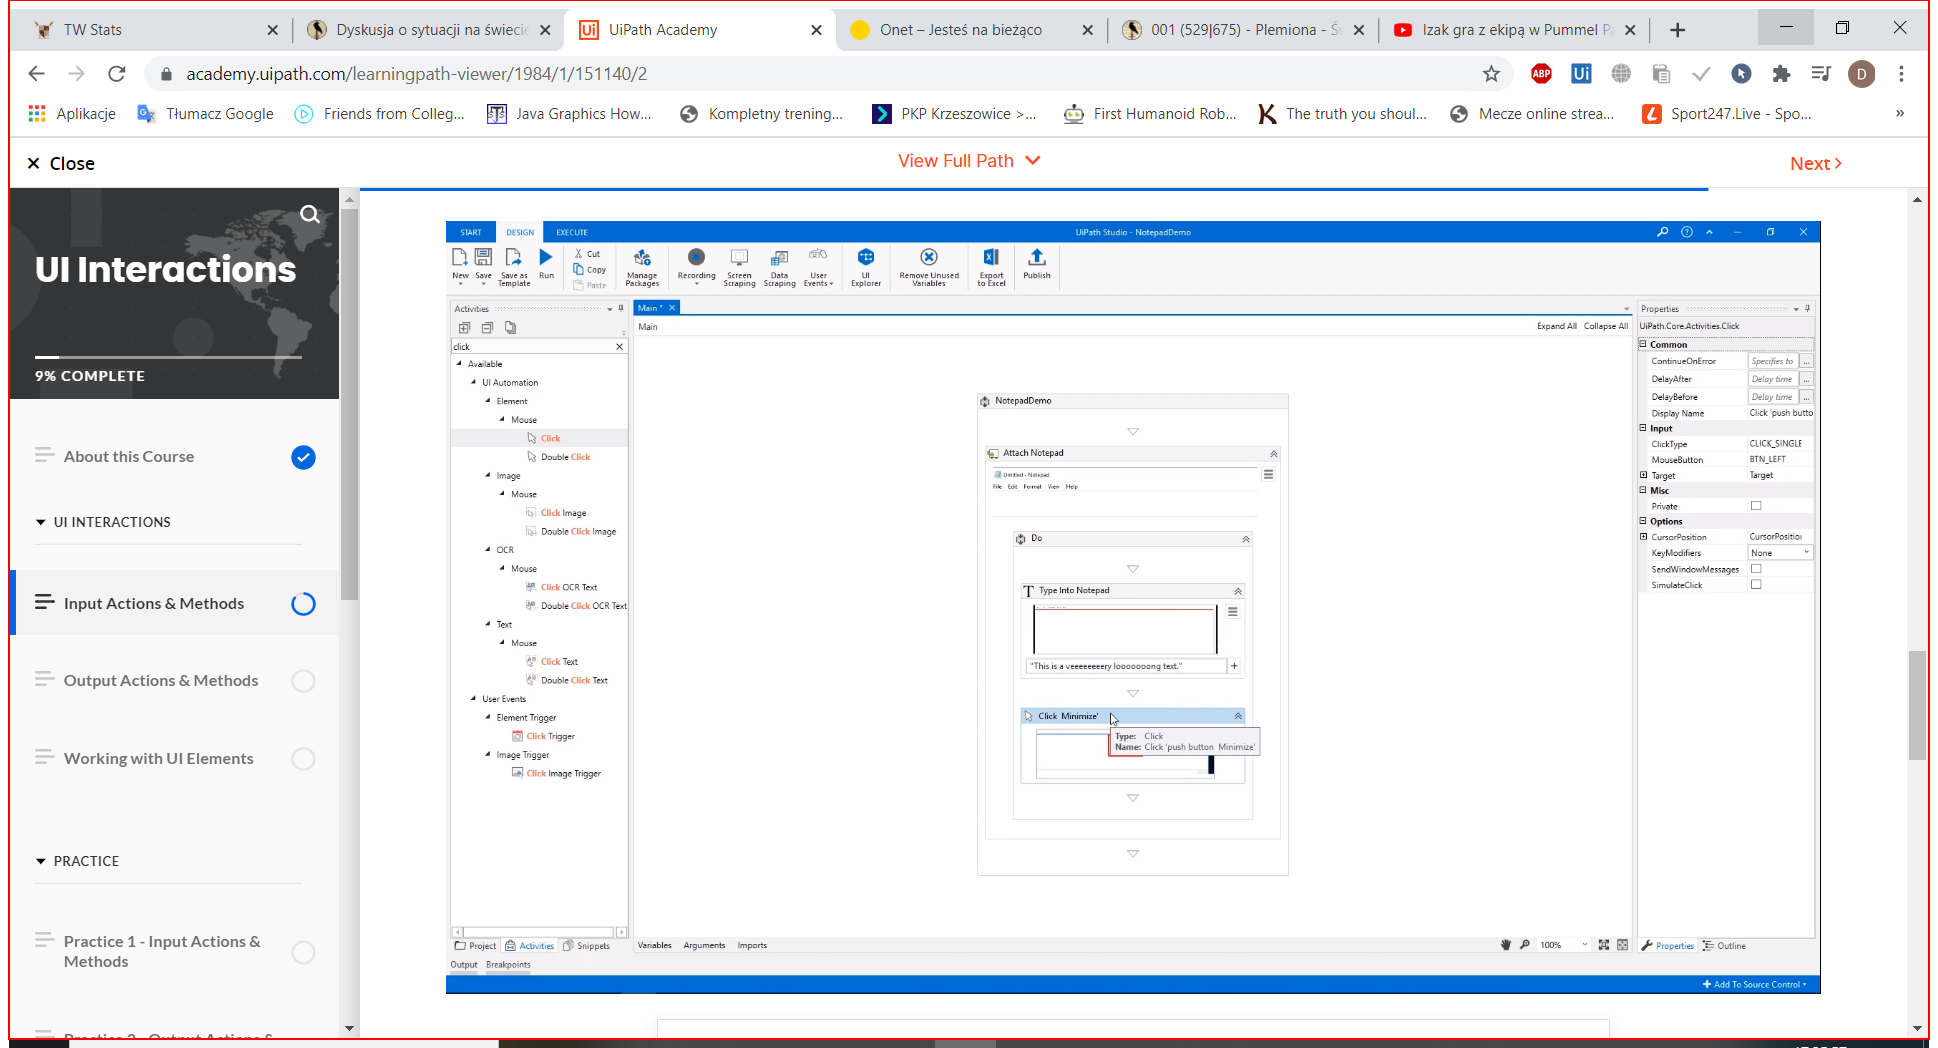 TW Stats
Dyskusja o sytuacji na świecie
UiPath Academy
Onet – Jesteś na bieżąco
001 (529|675) - Plemiona - Ś
Izak gra z ekipą w Pummel P
academy.uipath.com/learningpath-viewer/1984/1/151140/2
ABP
Ui
D
Aplikacje
Tłumacz Google
Friends from Colleg...
Java Graphics How...
Kompletny trening...
PKP Krzeszowice >...
First Humanoid Rob...
The truth you shoul...
Mecze online strea...
Sport247.Live - Spo...
»
× Close
View Full Path
Next >
UI Interactions
9% COMPLETE
About this Course
UI INTERACTIONS
Input Actions & Methods
Output Actions & Methods
Working with UI Elements
PRACTICE
Practice 1 - Input Actions &
Methods
Practice 2 - Output Actions &
START DESIGN EXECUTE
UiPath Studio - NotepadDemo
New
Save
Save as
Template
Run
Cut
Copy
Paste
Manage
Packages
Recording
Screen
Scraping
Data
Scraping
User
Events
UI
Explorer
Remove Unused
Variables
Export
to Excel
Publish
Activities
click
Available
UI Automation
Element
Mouse
Click
Double Click
Image
Mouse
Click Image
Double Click Image
OCR
Mouse
Click OCR Text
Double Click OCR Text
Text
Mouse
Click Text
Double Click Text
User Events
Element Trigger
Click Trigger
Image Trigger
Click Image Trigger
Project Activities Snippets
Output Breakpoints
Main *
Main
Expand All Collapse All
NotepadDemo
Attach Notepad
Untitled - Notepad
File Edit Format View Help
Do
Type Into Notepad
"This is a veeeeeeeery looooooong text."
Click Minimize'
Type: Click
Name: Click 'push button Minimize'
Variables Arguments Imports
100%
Properties
UiPath.Core.Activities.Click
Common
ContinueOnError Specifies to ...
DelayAfter Delay time ...
DelayBefore Delay time ...
Display Name Click 'push butto
Input
ClickType CLICK_SINGLE
MouseButton BTN_LEFT
Target Target
Misc
Private
Options
CursorPosition CursorPosition
KeyModifiers None
SendWindowMessages
SimulateClick
Properties Outline
Add To Source Control